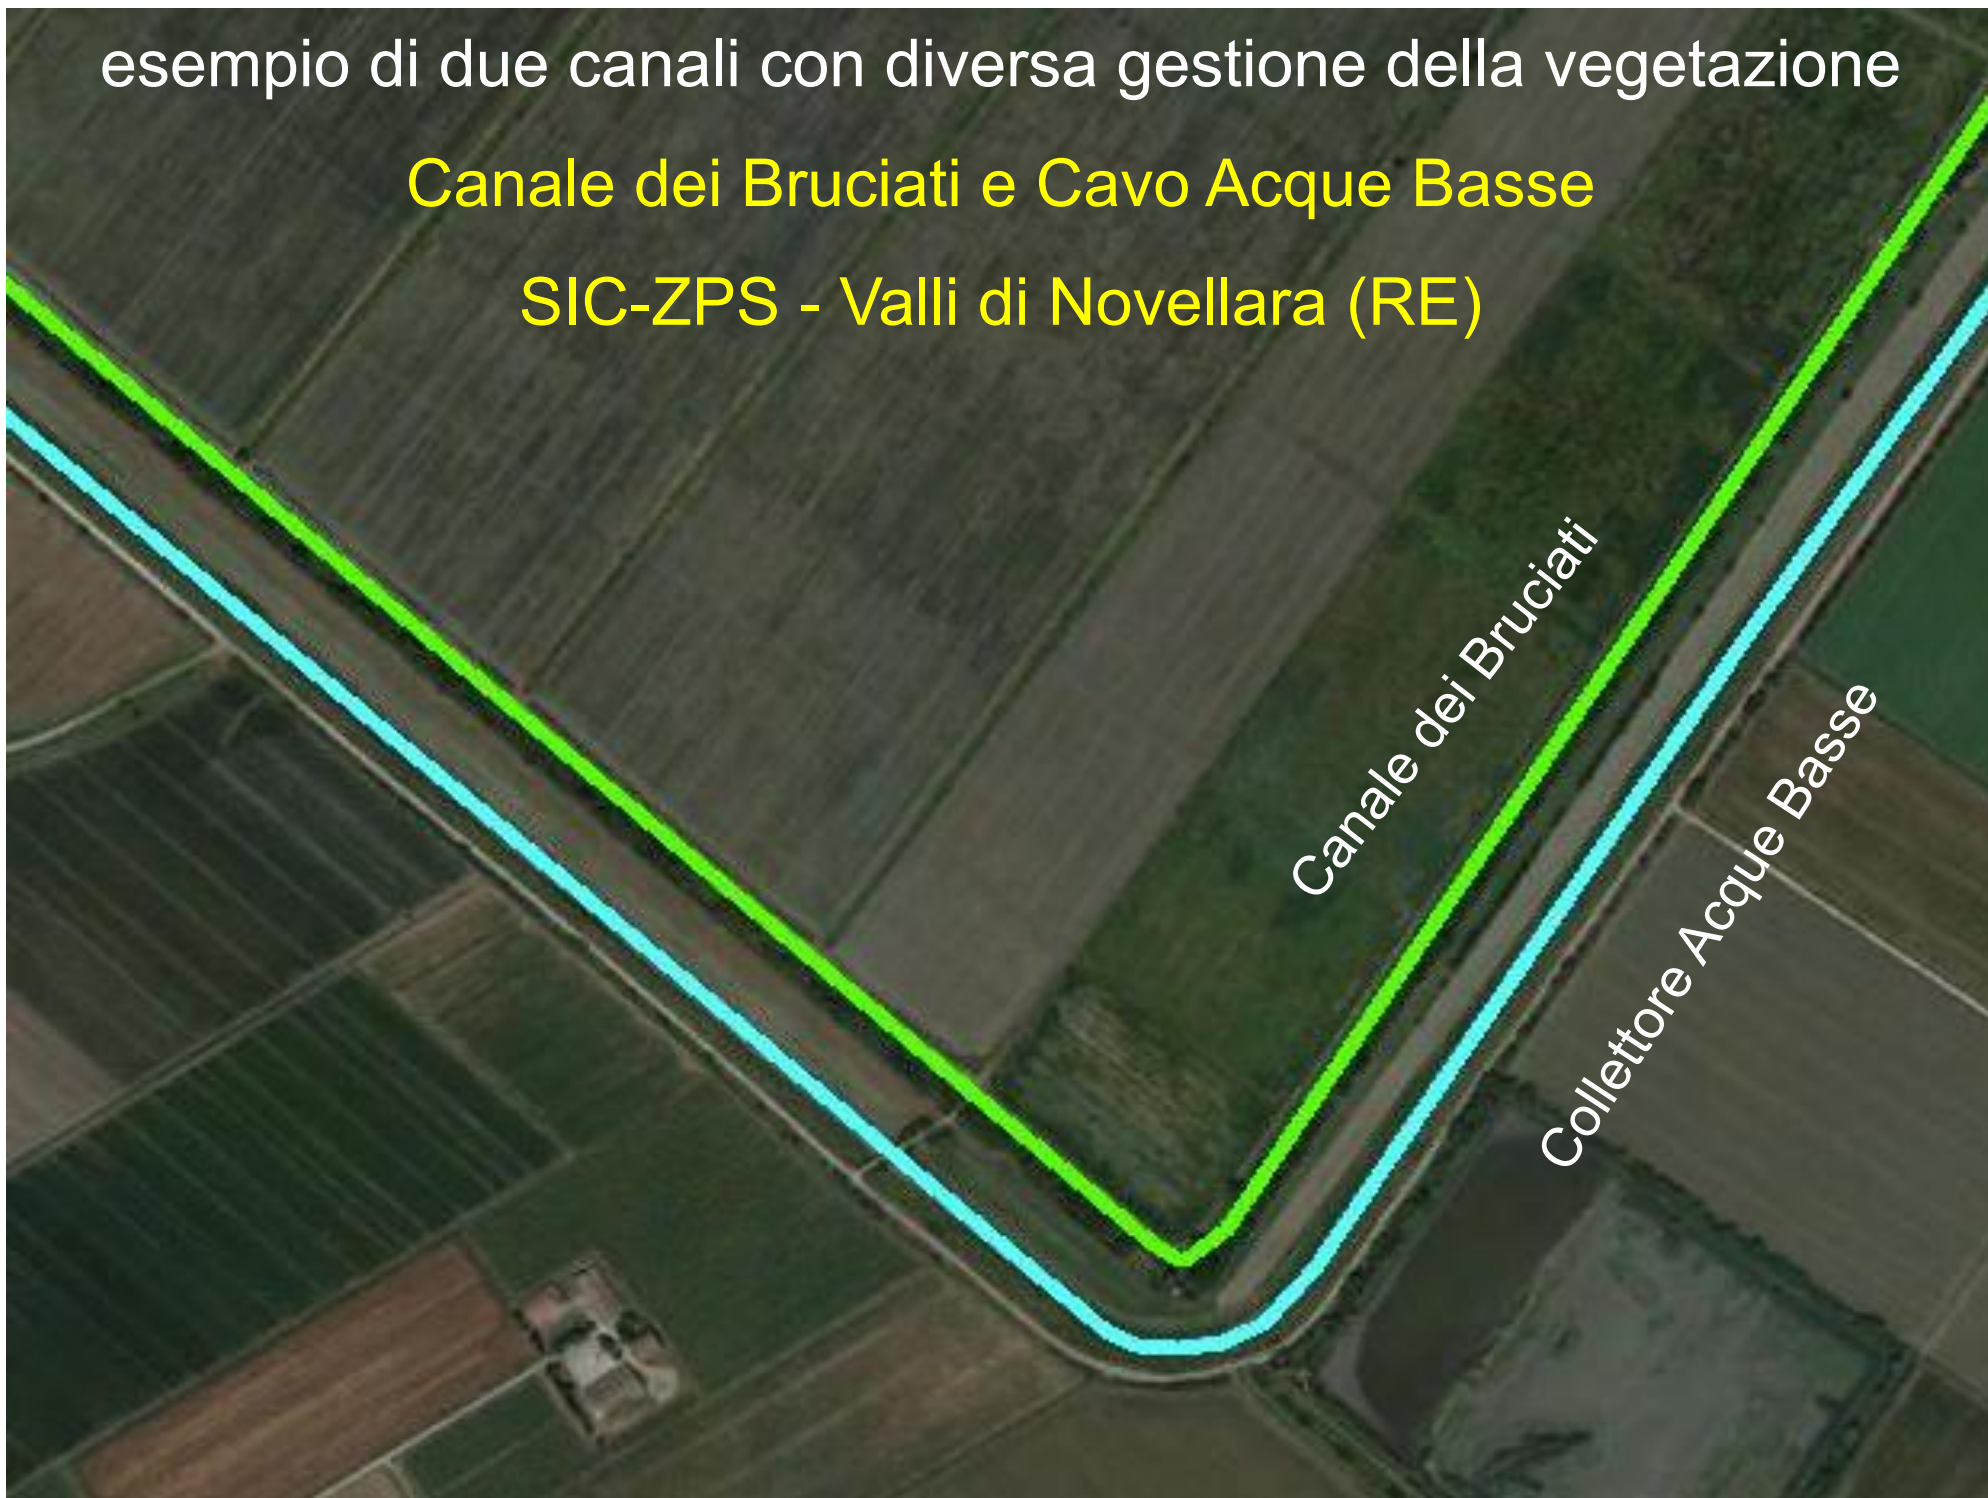 esempio di due canali con diversa gestione della vegetazione
Canale dei Bruciati e Cavo Acque Basse
SIC-ZPS - Valli di Novellara (RE)
Canale dei Bruciati
Collettore Acque Basse